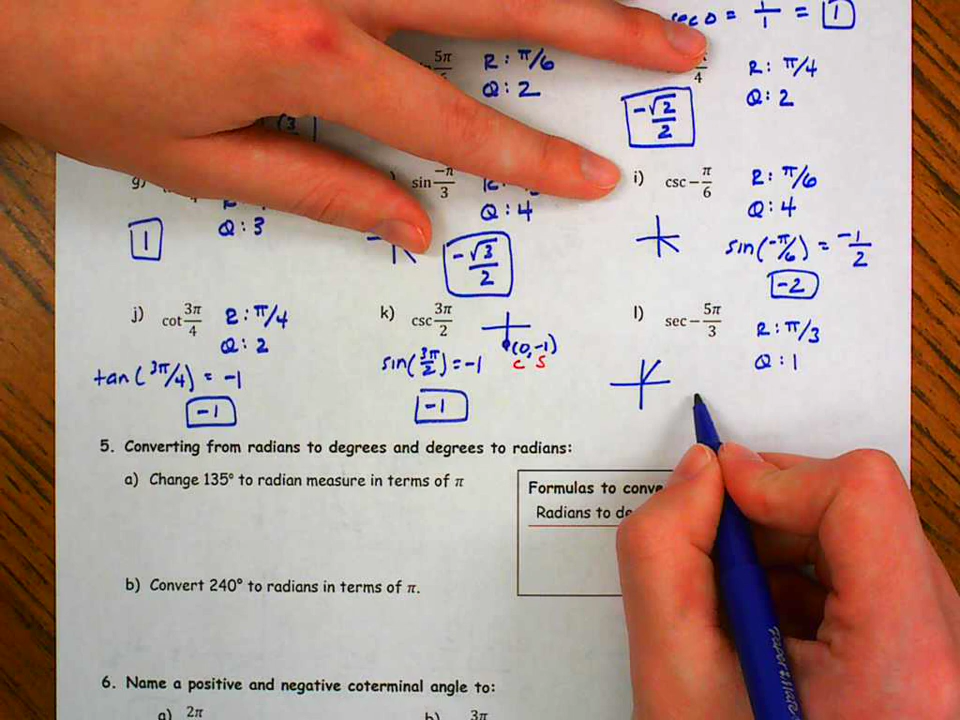 sec 0 = 1/1 = 1
5π
R: π/6
Q: 2
4
R: π/4
Q: 2
-√2/2
g)
Q: 3
1
sin -π/3
Q: 4
-√3/2
i) csc - π/6
R: π/6
Q: 4
sin(-π/6) = -1/2
-2
j) cot 3π/4
R: π/4
Q: 2
tan(3π/4) = -1
-1
k) csc 3π/2
(0, -1)
c s
sin(3π/2) = -1
-1
l) sec - 5π/3
R: π/3
Q: 1
5. Converting from radians to degrees and degrees to radians:
a) Change 135° to radian measure in terms of π
Formulas to conve
Radians to de
b) Convert 240° to radians in terms of π.
6. Name a positive and negative coterminal angle to:
a) 2π
b) 3π